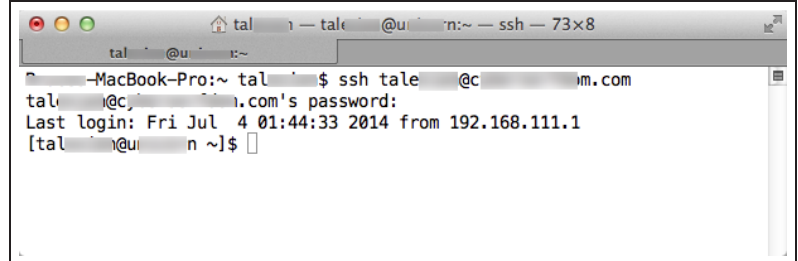 tal — tale @u n:~ — ssh — 73×8
tal @u n:~
-MacBook-Pro:~ tal $ ssh tale @c m.com
tal @c .com's password:
Last login: Fri Jul 4 01:44:33 2014 from 192.168.111.1
[tal @u n ~]$